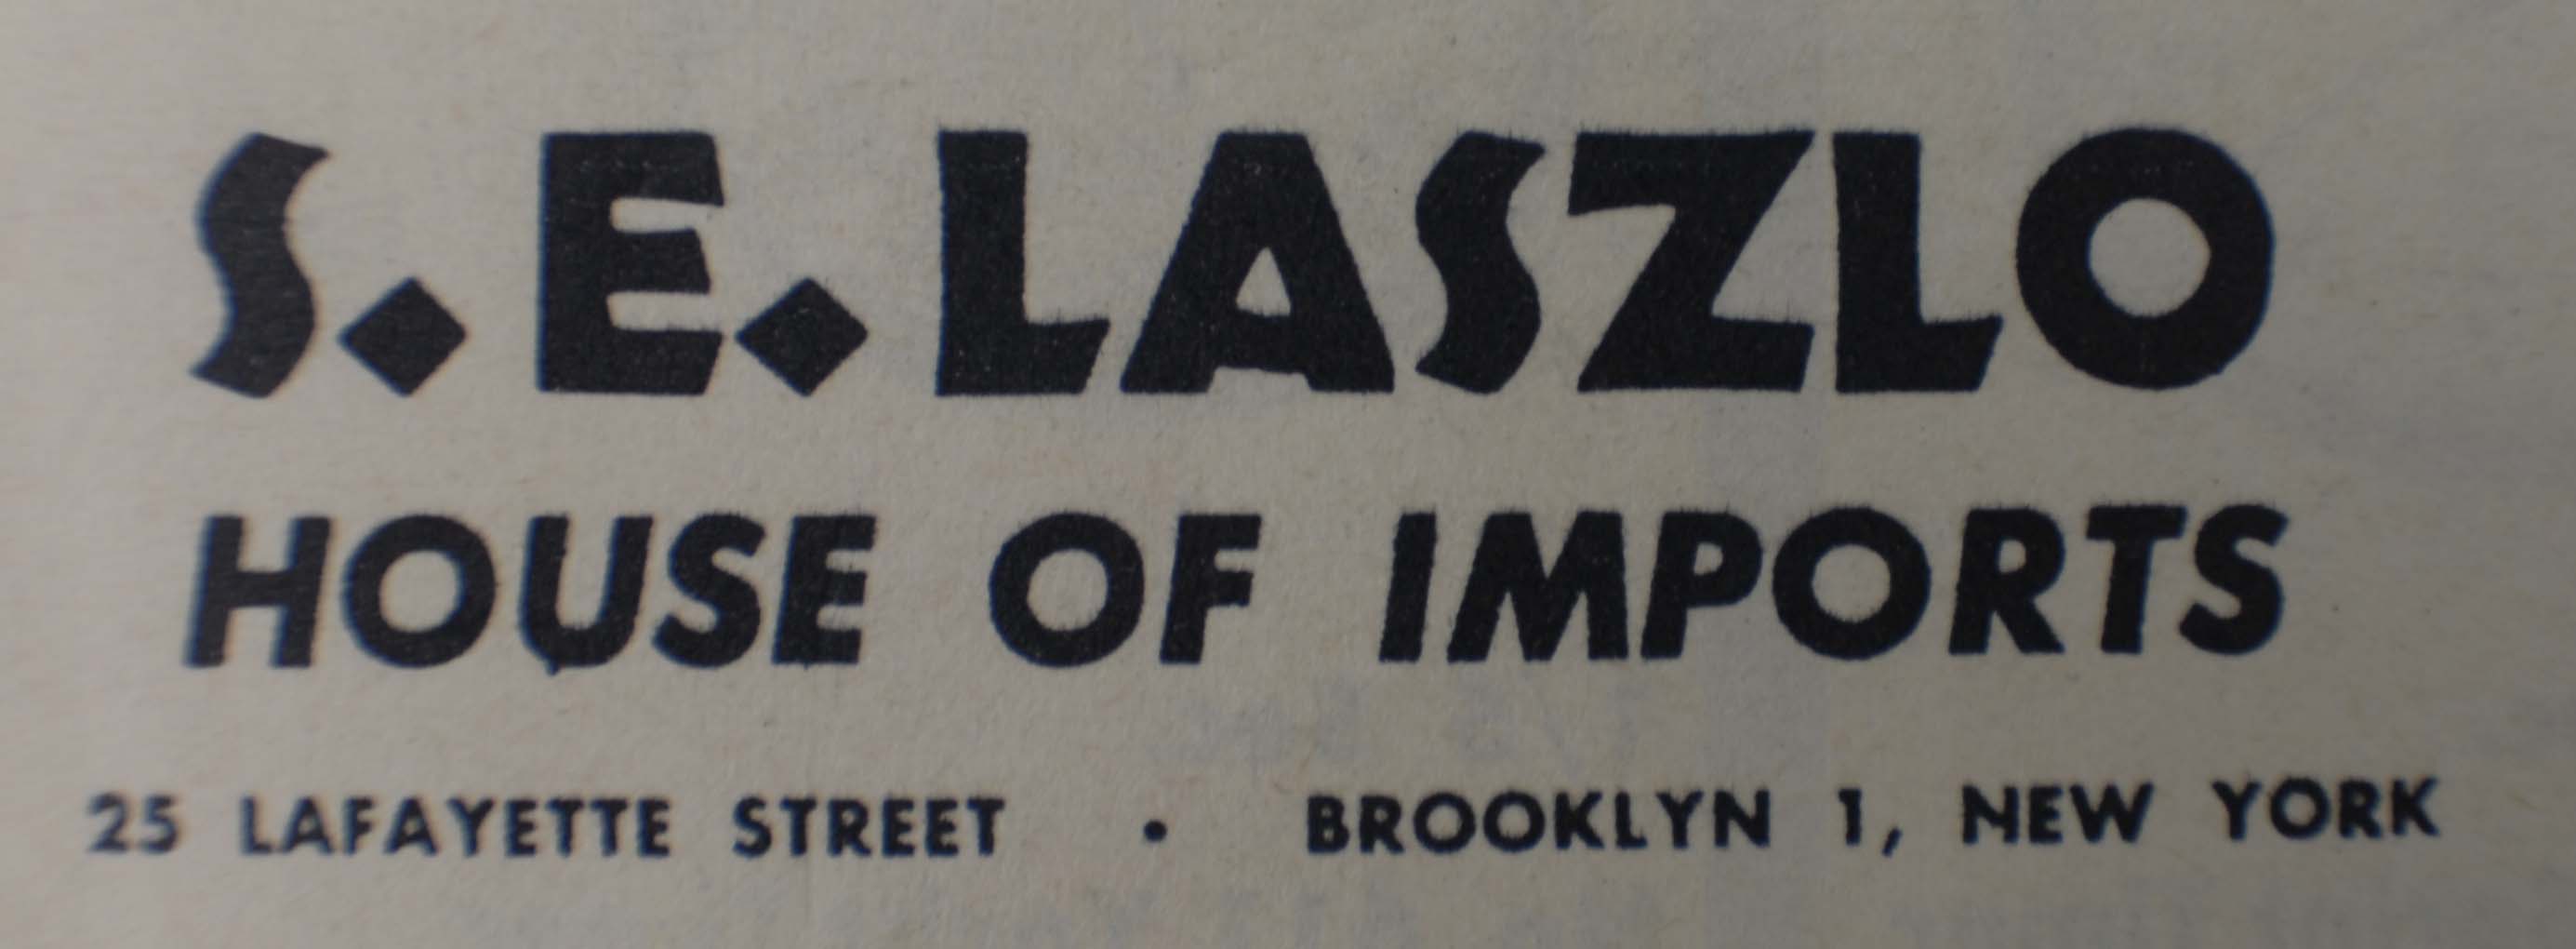 S. E. LASZLO
HOUSE OF IMPORTS
25 LAFAYETTE STREET • BROOKLYN 1, NEW YORK